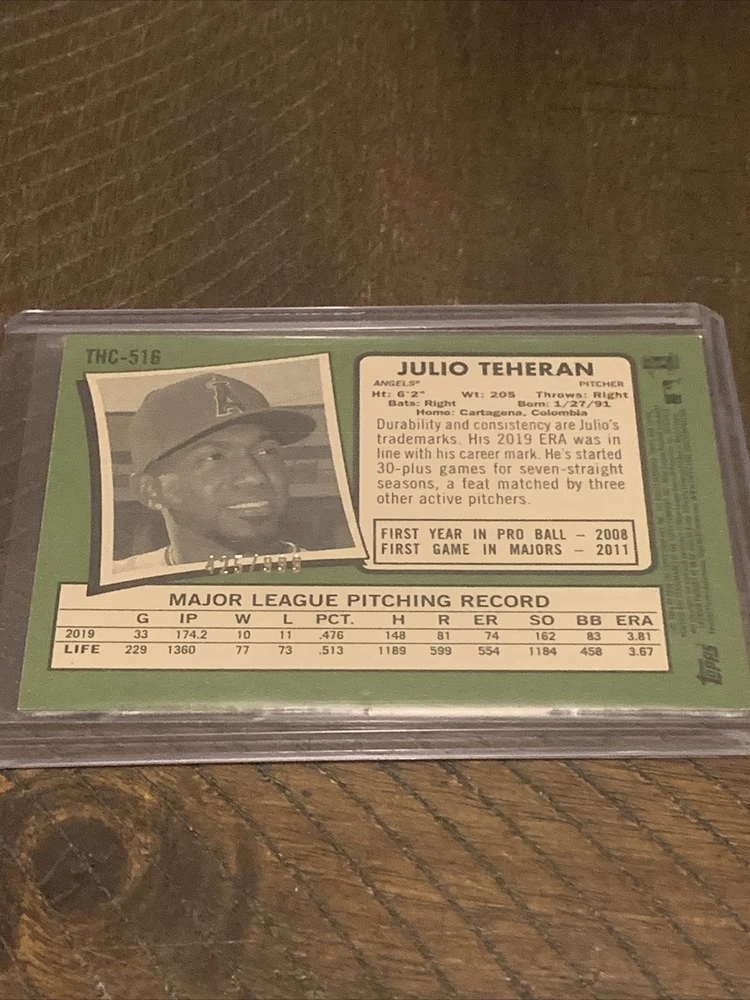 THC-516
JULIO TEHERAN
ANGELS® PITCHER
Ht: 6'2" Wt: 205 Throws: Right
Bats: Right Born: 1/27/91
Home: Cartagena, Colombia
Durability and consistency are Julio's
trademarks. His 2019 ERA was in
line with his career mark. He's started
30-plus games for seven-straight
seasons, a feat matched by three
other active pitchers.
FIRST YEAR IN PRO BALL – 2008
FIRST GAME IN MAJORS – 2011
425/999
MAJOR LEAGUE PITCHING RECORD
G IP W L PCT. H R ER SO BB ERA
2019 33 174.2 10 11 .476 148 81 74 162 83 3.81
LIFE 229 1360 77 73 .513 1189 599 554 1184 458 3.67
TOPPS